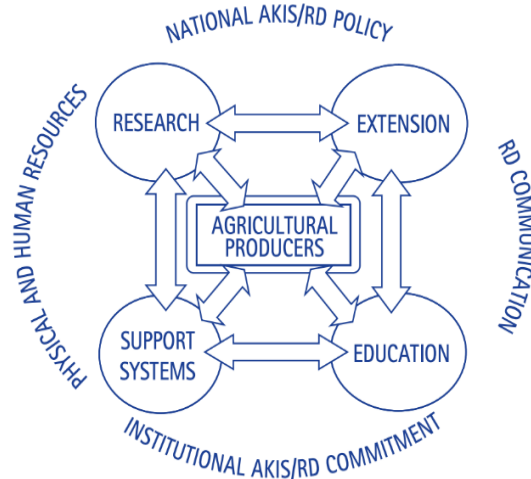 NATIONAL AKIS/RD POLICY
PHYSICAL AND HUMAN RESOURCES
RESEARCH
EXTENSION
RD COMMUNICATION
AGRICULTURAL
PRODUCERS
SUPPORT
SYSTEMS
EDUCATION
INSTITUTIONAL AKIS/RD COMMITMENT